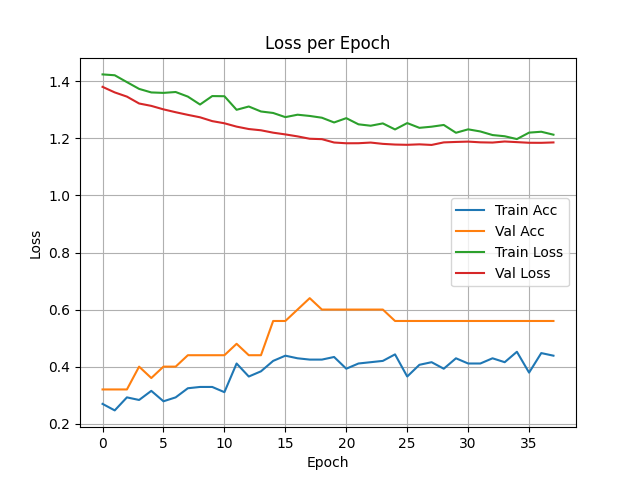 Loss per Epoch
1.4
1.2
1.0
0.8
0.6
0.4
0.2
Loss
Train Acc
Val Acc
Train Loss
Val Loss
0 5 10 15 20 25 30 35
Epoch